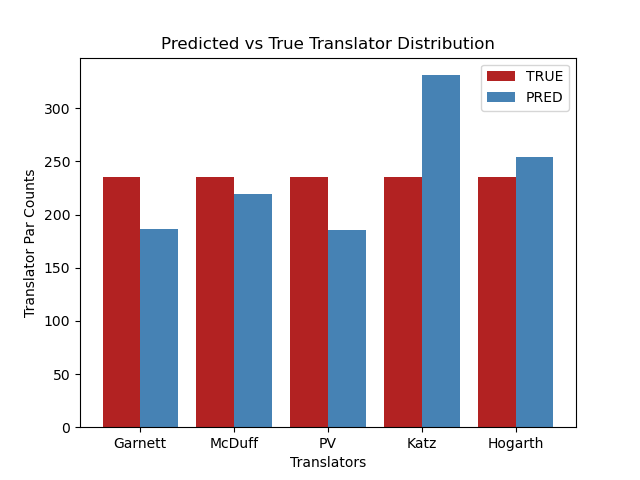 Predicted vs True Translator Distribution
TRUE
PRED
Translator Par Counts
300
250
200
150
100
50
0
Garnett McDuff PV Katz Hogarth
Translators